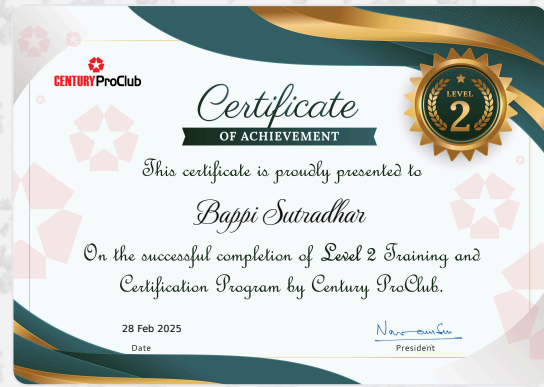 CENTURY ProClub
Certificate
OF ACHIEVEMENT
LEVEL
2
This certificate is proudly presented to
Bappi Sutradhar
On the successful completion of Level 2 Training and
Certification Program by Century ProClub.
28 Feb 2025
Date
President